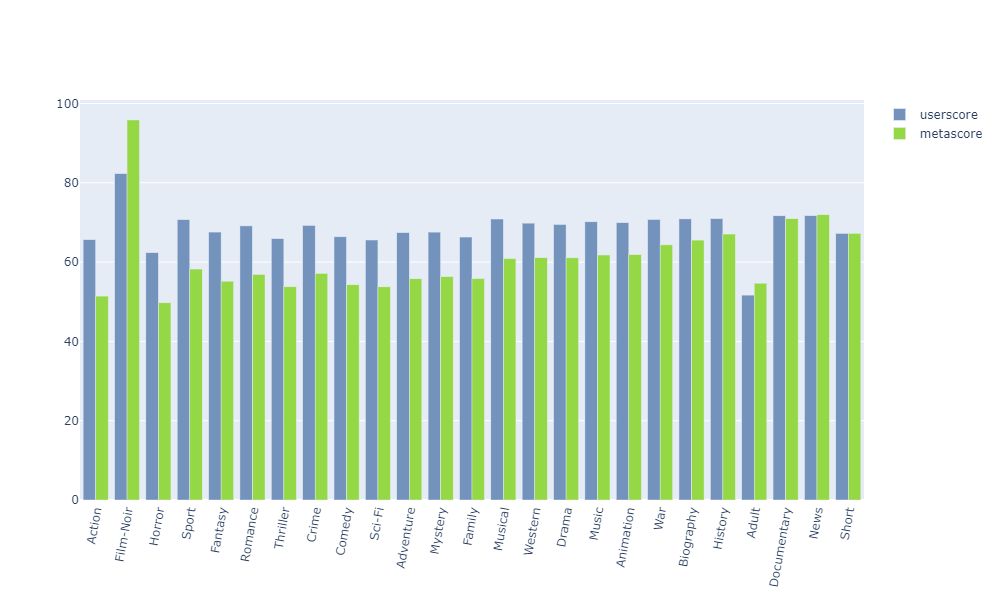 100
80
60
40
20
0
userscore
metascore
Action
Film-Noir
Horror
Sport
Fantasy
Romance
Thriller
Crime
Comedy
Sci-Fi
Adventure
Mystery
Family
Musical
Western
Drama
Music
Animation
War
Biography
History
Adult
Documentary
News
Short